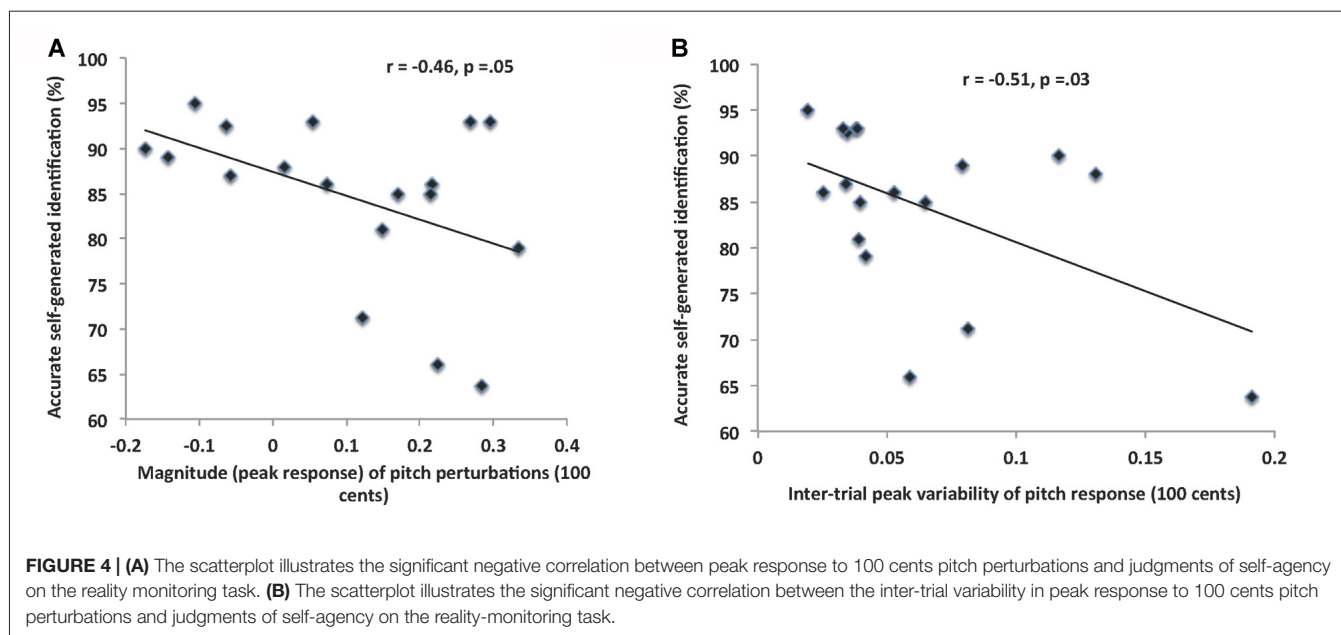 A
r = -0.46, p =.05
Accurate self-generated identification (%)
100
95
90
85
80
75
70
65
60
-0.2
-0.1
0
0.1
0.2
0.3
0.4
Magnitude (peak response) of pitch perturbations (100
cents)
B
r = -0.51, p =.03
Accurate self-generated identification (%)
100
95
90
85
80
75
70
65
60
0
0.05
0.1
0.15
0.2
Inter-trial peak variability of pitch response (100 cents)
FIGURE 4 | (A) The scatterplot illustrates the significant negative correlation between peak response to 100 cents pitch perturbations and judgments of self-agency
on the reality monitoring task. (B) The scatterplot illustrates the significant negative correlation between the inter-trial variability in peak response to 100 cents pitch
perturbations and judgments of self-agency on the reality-monitoring task.